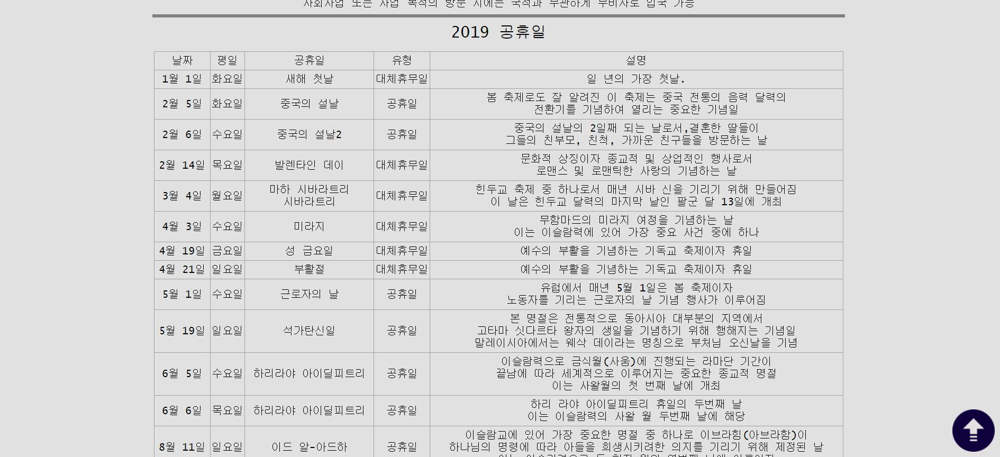 사회사업 또는 사업 목적의 방문 시에는 국적과 무관하게 무비자로 입국 가능
2019 공휴일
날짜 평일 공휴일 유형 설명
1월 1일 화요일 새해 첫날 대체휴무일 일 년의 가장 첫날.
2월 5일 화요일 중국의 설날 공휴일 봄 축제로도 잘 알려진 이 축제는 중국 전통의 음력 달력의
전환기를 기념하여 열리는 중요한 기념일
2월 6일 수요일 중국의 설날2 공휴일 중국의 설날의 2일째 되는 날로서,결혼한 딸들이
그들의 친부모, 친척, 가까운 친구들을 방문하는 날
2월 14일 목요일 발렌타인 데이 대체휴무일 문화적 상징이자 종교적 및 상업적인 행사로서
로맨스 및 로맨틱한 사랑의 기념하는 날
3월 4일 월요일 마하 시바라트리 대체휴무일 힌두교 축제 중 하나로서 매년 시바 신을 기리기 위해 만들어짐
시바라트리 이 날은 힌두교 달력의 마지막 날인 팔군 달 13일에 개최
4월 3일 수요일 미라지 대체휴무일 무함마드의 미라지 여정을 기념하는 날
이는 이슬람력에 있어 가장 중요 사건 중에 하나
4월 19일 금요일 성 금요일 대체휴무일 예수의 부활을 기념하는 기독교 축제이자 휴일
4월 21일 일요일 부활절 대체휴무일 예수의 부활을 기념하는 기독교 축제이자 휴일
5월 1일 수요일 근로자의 날 공휴일 유럽에서 매년 5월 1일은 봄 축제이자
노동자를 기리는 근로자의 날 기념 행사가 이루어짐
5월 19일 일요일 석가탄신일 공휴일 본 명절은 전통적으로 동아시아 대부분의 지역에서
고타마 싯다르타 왕자의 생일을 기념하기 위해 행해지는 기념일
말레이시아에서는 웨삭 데이라는 명칭으로 부처님 오신날을 기념
6월 5일 수요일 하리라야 아이딜피트리 공휴일 이슬람력으로 금식월(사움)에 진행되는 라마단 기간이
끝남에 따라 세계적으로 이루어지는 중요한 종교적 명절
이는 사왈월의 첫 번째 날에 개최
6월 6일 목요일 하리라야 아이딜피트리 공휴일 하리 라야 아이딜피트리 휴일의 두번째 날
이는 이슬람력의 사왈 월 두번째 날에 해당
8월 11일 일요일 이드 알-아드하 공휴일 이슬람교에 있어 가장 중요한 명절 중 하나로 이브라힘(아브라함)이
하나님의 명령에 따라 아들을 희생시키려한 의지를 기리기 위해 제정된 날